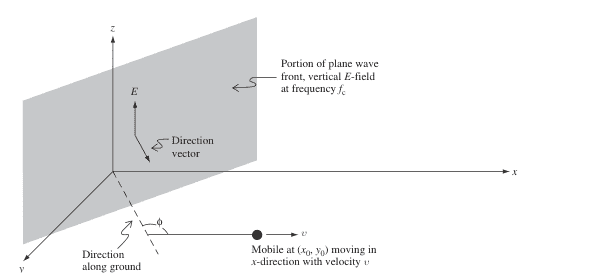 z
Portion of plane wave
front, vertical E-field
at frequency fc
E
Direction
vector
x
ϕ
υ
Mobile at (x0, y0) moving in
x-direction with velocity υ
Direction
along ground
y